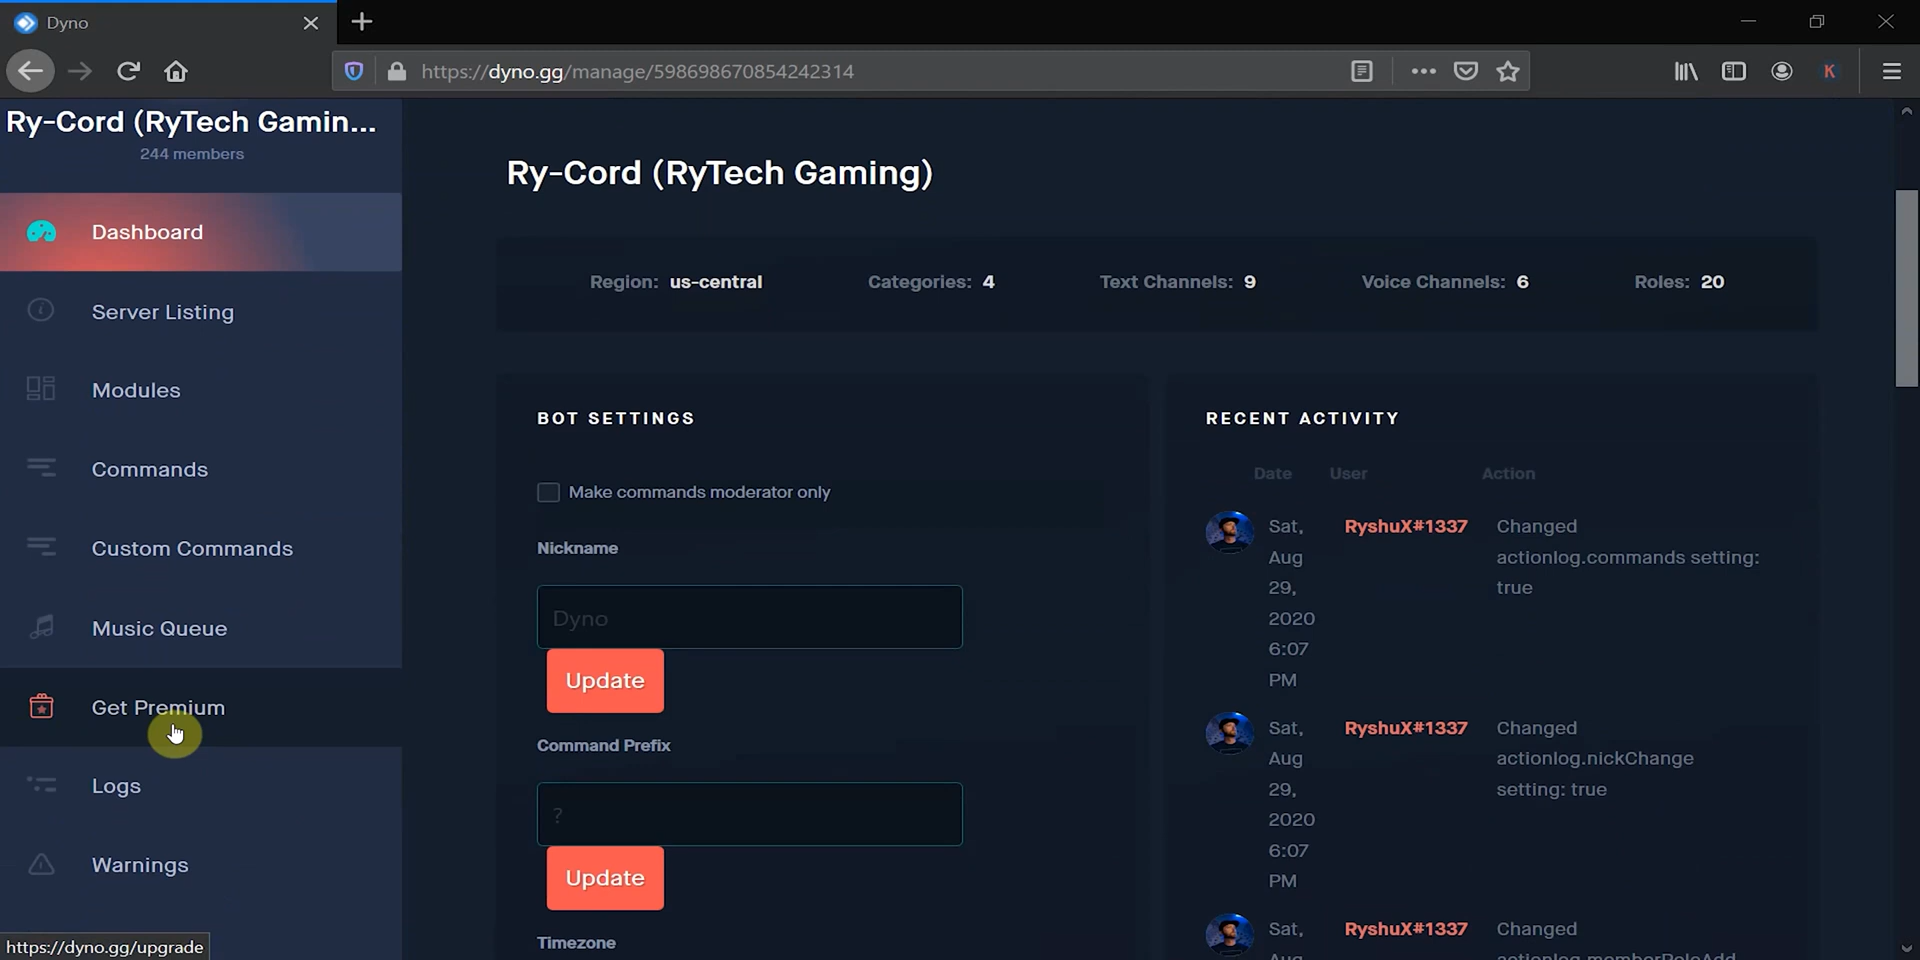 Dyno
https://dyno.gg/manage/598698670854242314
K
Ry-Cord (RyTech Gamin...
244 members
Dashboard
Server Listing
Modules
Commands
Custom Commands
Music Queue
Get Premium
Logs
Warnings
https://dyno.gg/upgrade
Ry-Cord (RyTech Gaming)
Region: us-central Categories: 4 Text Channels: 9 Voice Channels: 6 Roles: 20
BOT SETTINGS
Make commands moderator only
Nickname
Dyno
Update
Command Prefix
?
Update
Timezone
RECENT ACTIVITY
Date User Action
Sat, RyshuX#1337 Changed
Aug actionlog.commands setting:
29, true
2020
6:07
PM
Sat, RyshuX#1337 Changed
Aug actionlog.nickChange
29, setting: true
2020
6:07
PM
Sat, RyshuX#1337 Changed
Aug actionlog.memberRoleAdd